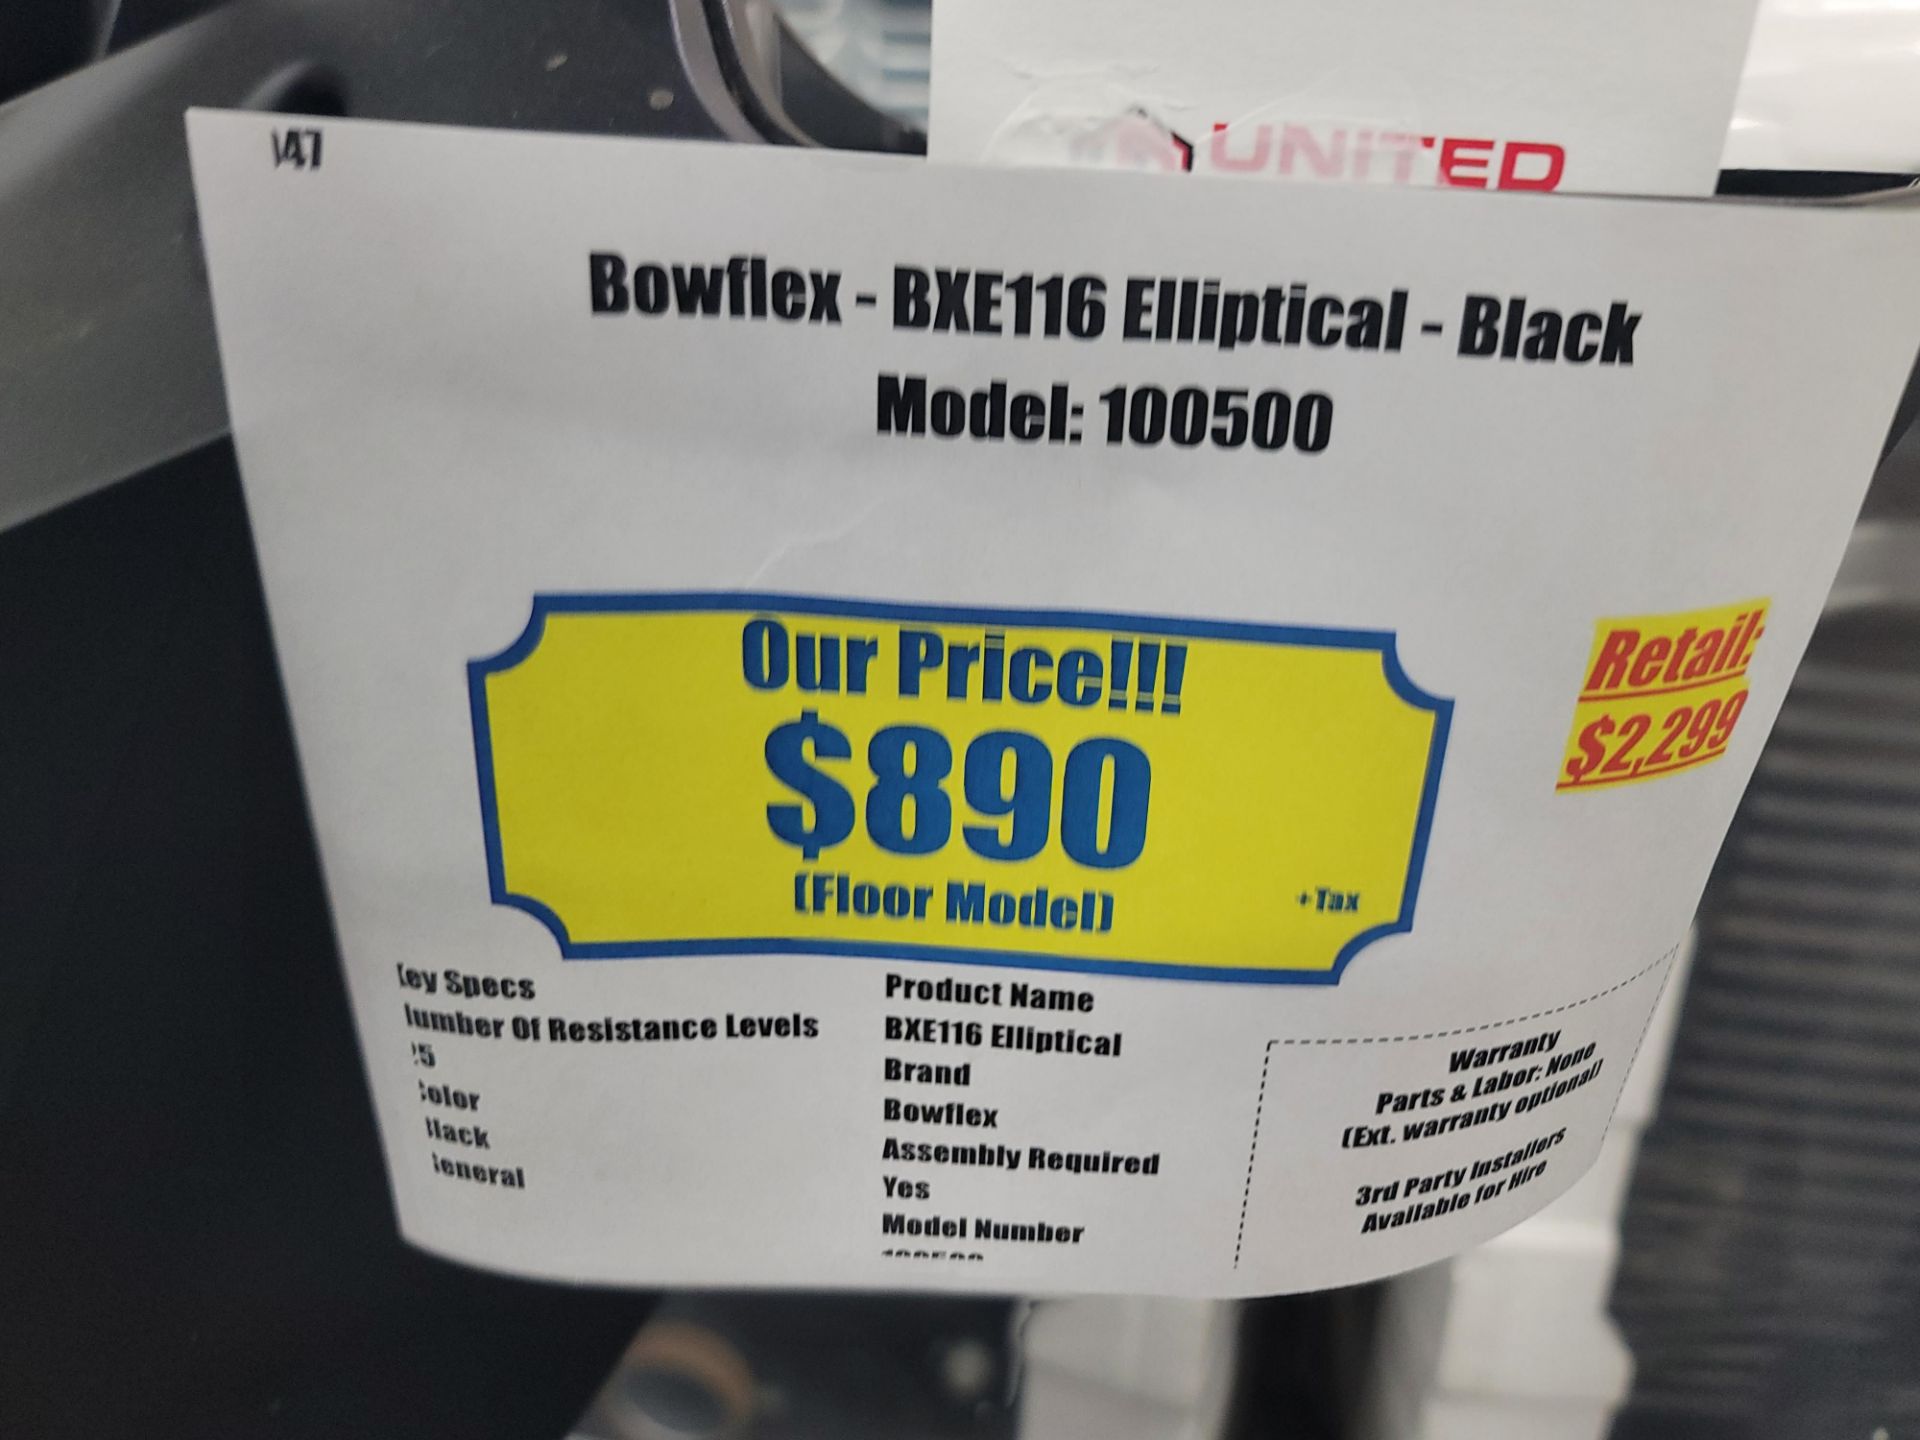 UNITED
Bowflex - BXE116 Elliptical - Black
Model: 100500
Our Price!!!
$890
(Floor Model)
+Tax
Retail:
$2,299
Key Specs
Number Of Resistance Levels
Color
Black
General
Product Name
BXE116 Elliptical
Brand
Bowflex
Assembly Required
Yes
Model Number
Warranty
Parts & Labor: None
(Ext. warranty optional)
3rd Party Installers
Available for Hire